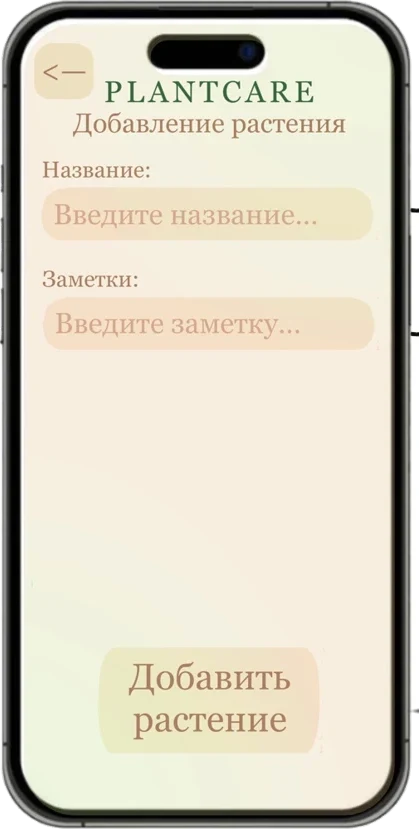 <—
PLANTCARE
Добавление растения
Название:
Введите название...
Заметки:
Введите заметку...
Добавить
растение